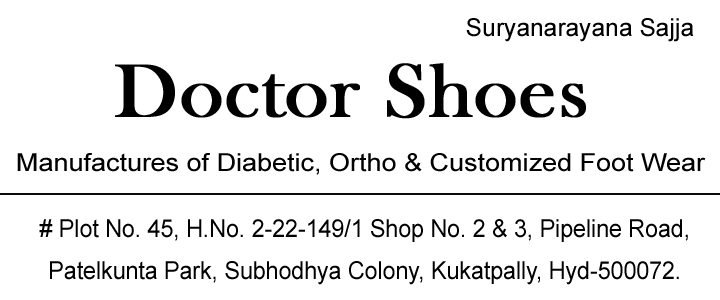 Suryanarayana Sajja
Doctor Shoes
Manufactures of Diabetic, Ortho & Customized Foot Wear
# Plot No. 45, H.No. 2-22-149/1 Shop No. 2 & 3, Pipeline Road,
Patelkunta Park, Subhodhya Colony, Kukatpally, Hyd-500072.